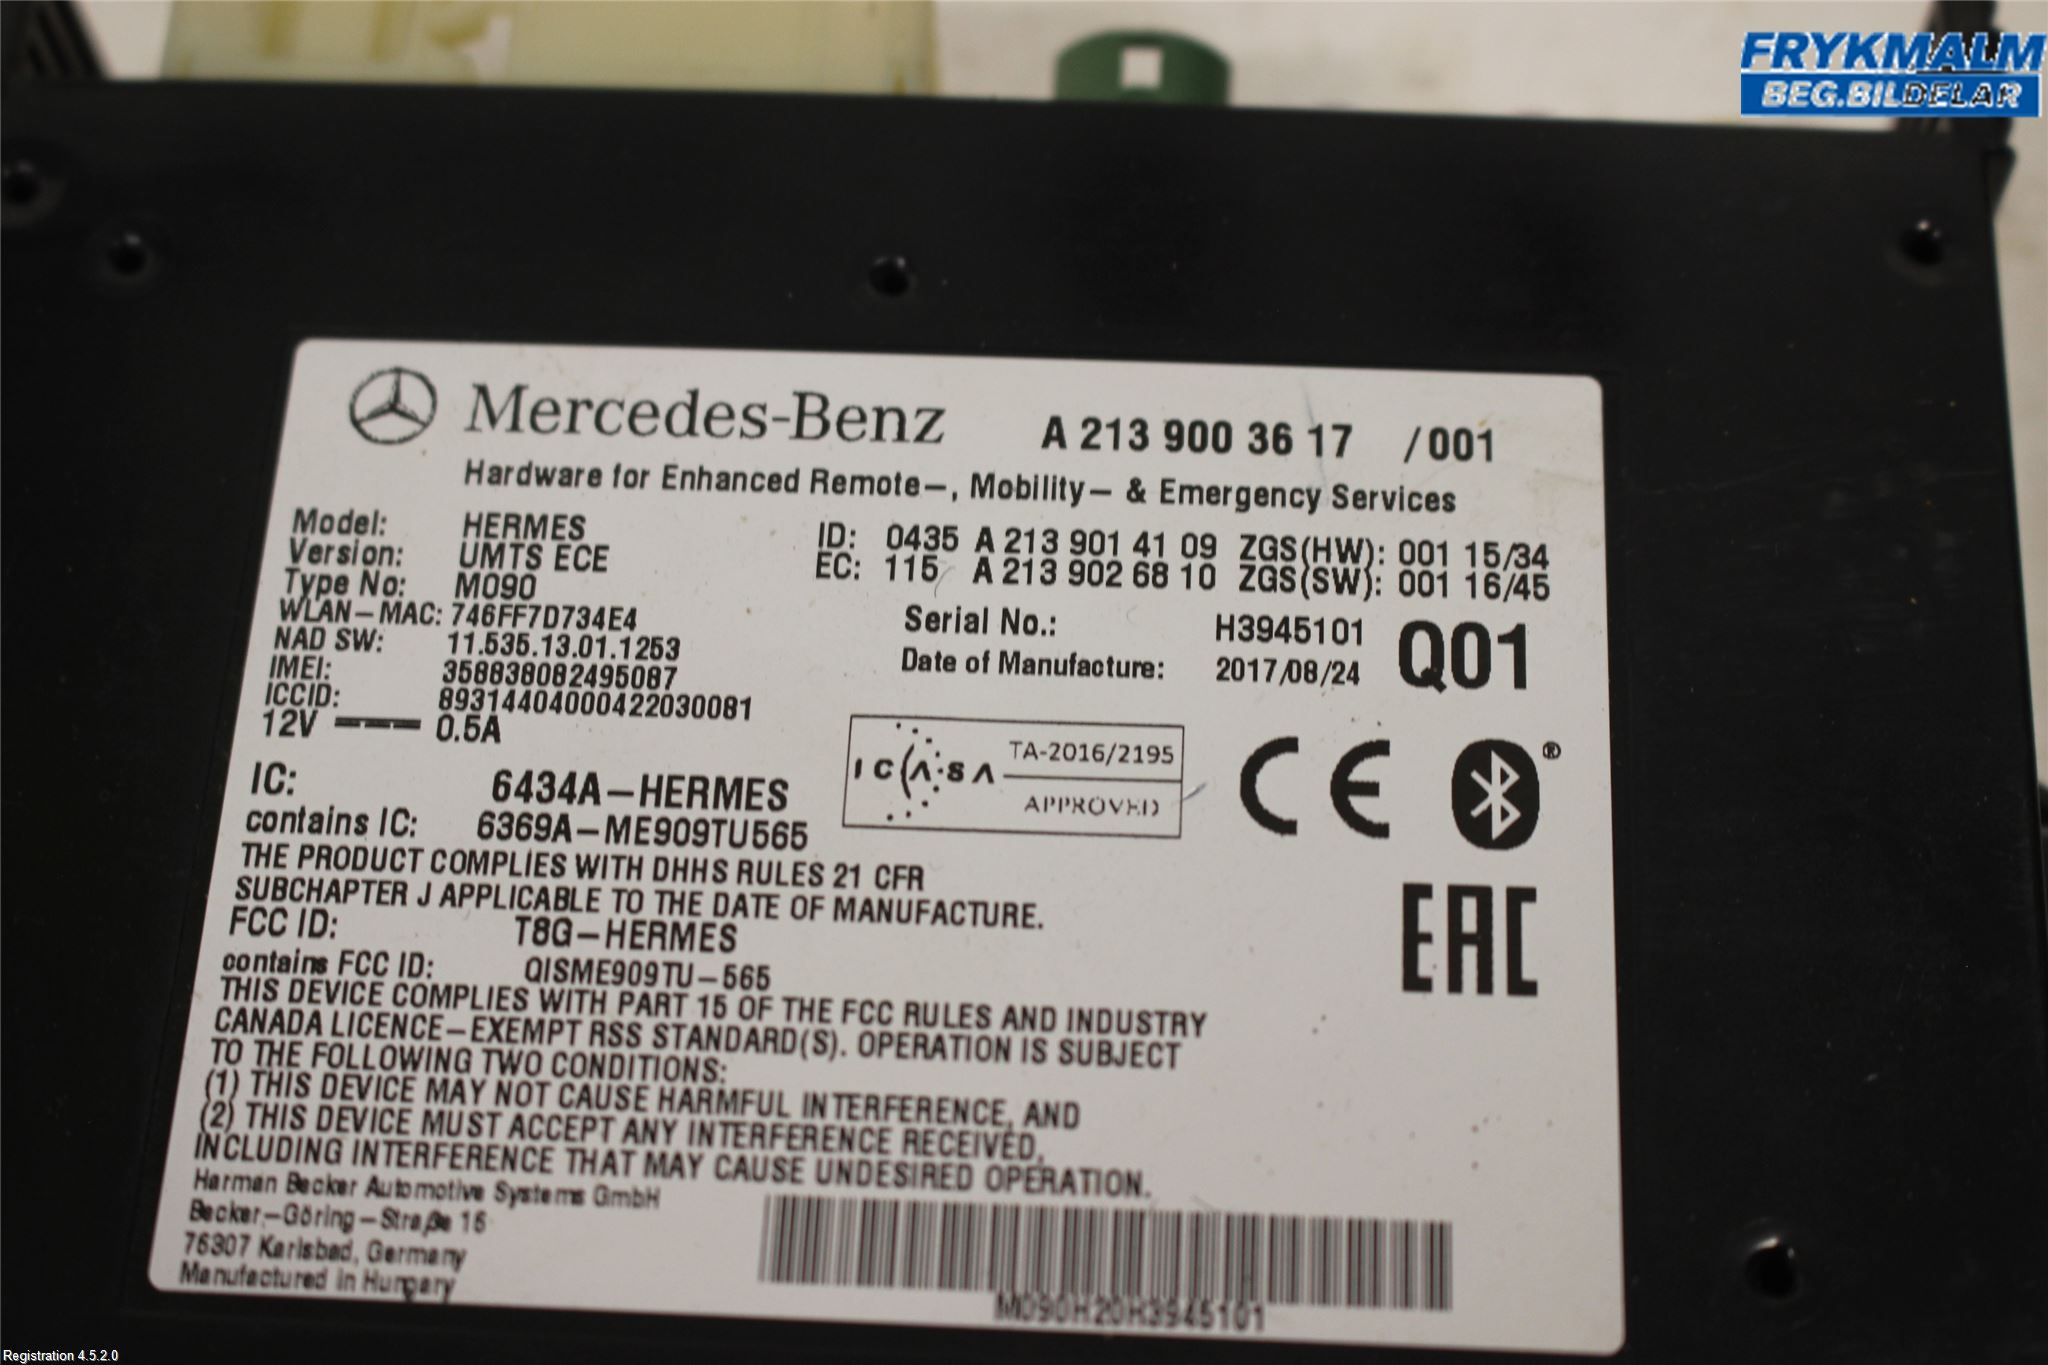 FRYKMALM
BEG.BILDELAR
Mercedes-Benz A 213 900 36 17 /001
Hardware for Enhanced Remote-, Mobility- & Emergency Services
Model: HERMES
Version: UMTS ECE
Type No: M090
WLAN-MAC: 746FF7D734E4
NAD SW: 11.535.13.01.1253
IMEI: 358838082495087
ICCID: 89314404000422030081
12V 0.5A
ID: 0435 A 213 901 41 09 ZGS(HW): 001 15/34
EC: 115 A 213 902 68 10 ZGS(SW): 001 16/45
Serial No.: H3945101
Date of Manufacture: 2017/08/24
Q01
ICASA TA-2016/2195
APPROVED
CE
®
EAC
IC: 6434A-HERMES
contains IC: 6369A-ME909TU565
THE PRODUCT COMPLIES WITH DHHS RULES 21 CFR
SUBCHAPTER J APPLICABLE TO THE DATE OF MANUFACTURE.
FCC ID: T8G-HERMES
contains FCC ID: QISME909TU-565
THIS DEVICE COMPLIES WITH PART 15 OF THE FCC RULES AND INDUSTRY
CANADA LICENCE-EXEMPT RSS STANDARD(S). OPERATION IS SUBJECT
TO THE FOLLOWING TWO CONDITIONS:
(1) THIS DEVICE MAY NOT CAUSE HARMFUL INTERFERENCE, AND
(2) THIS DEVICE MUST ACCEPT ANY INTERFERENCE RECEIVED,
INCLUDING INTERFERENCE THAT MAY CAUSE UNDESIRED OPERATION.
Harman Becker Automotive Systems GmbH
Becker-Göring-Straße 16
76307 Karlsbad, Germany
Manufactured in Hungary
M090H20H3945101
Registration 4.5.2.0